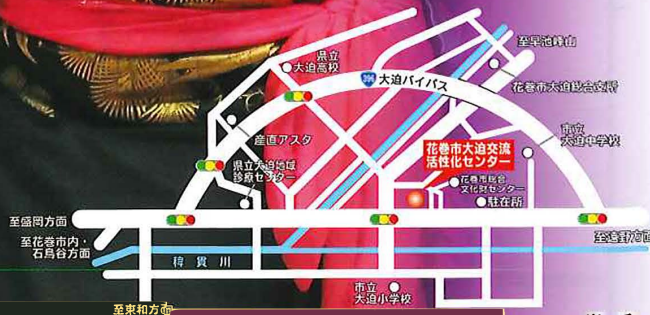 至早池峰山
県立
大迫高校
396
大迫バイパス
花巻市大迫総合支所
市立
大迫中学校
産直アスタ
花巻市大迫交流
活性化センター
県立大迫地域
診療センター
花巻市総合
文化財センター
駐在所
至盛岡方面
至遠野方面
至花巻市内・
石鳥谷方面
稗貫川
市立
大迫小学校
至東和方面